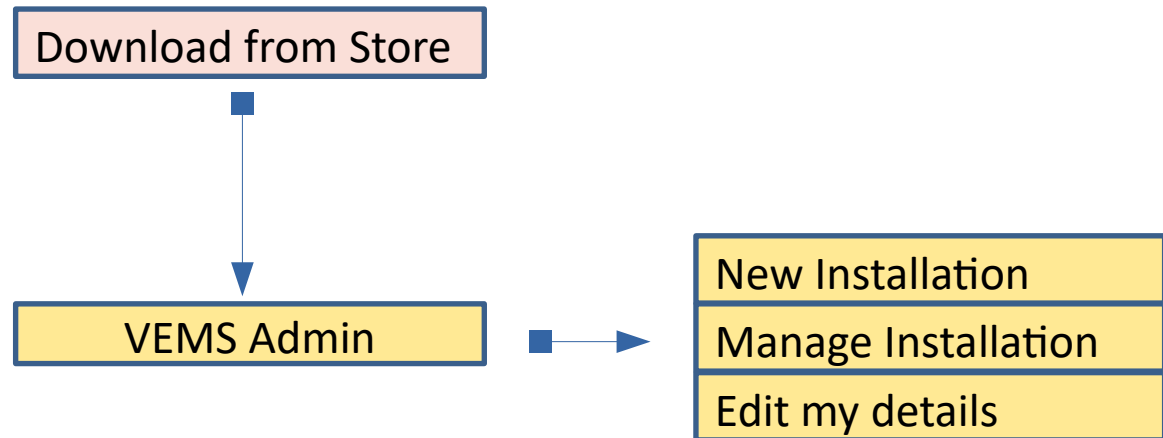 Download from Store
VEMS Admin
New Installation
Manage Installation
Edit my details